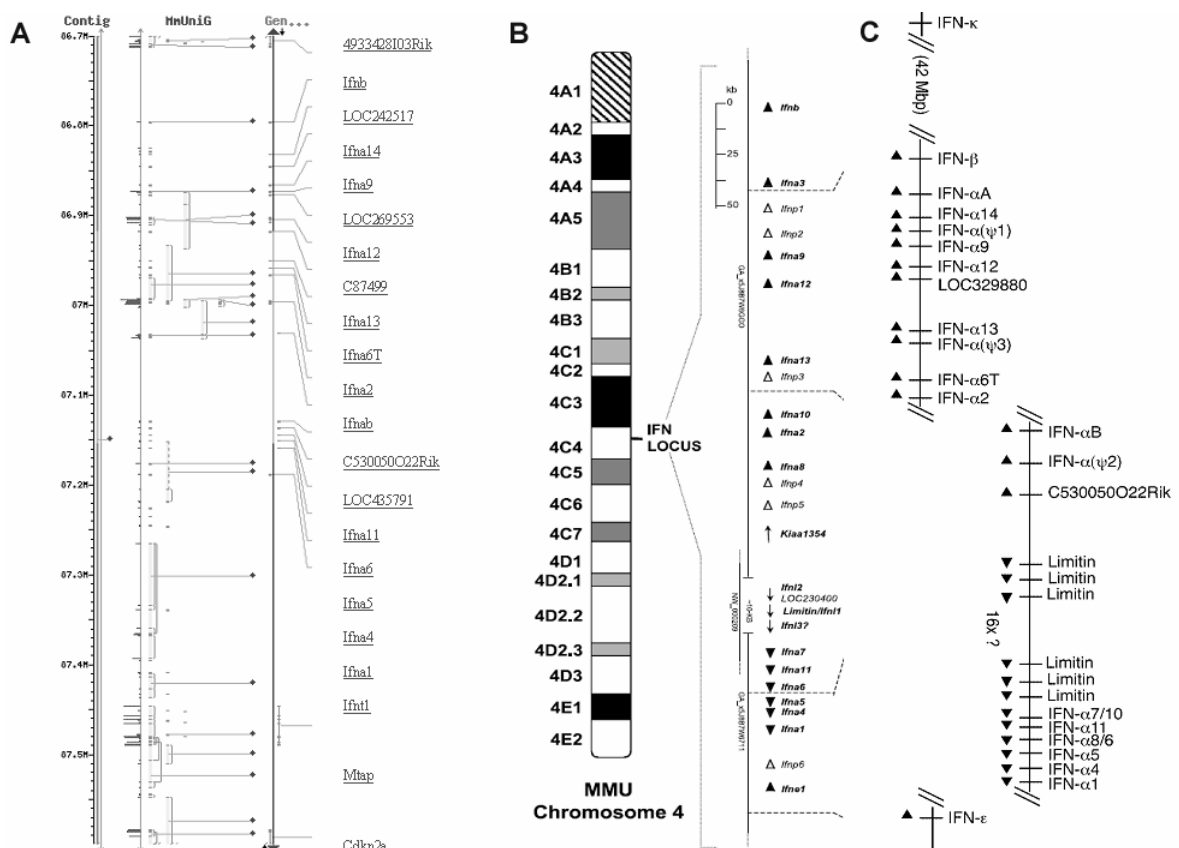 A
Contig
MmUniG
Gen...
86.7M
86.8M
86.9M
87M
87.1M
87.2M
87.3M
87.4M
87.5M
4933428I03Rik
Ifnb
LOC242517
Ifna14
Ifna9
LOC269553
Ifna12
C87499
Ifna13
Ifna6T
Ifna2
Ifnab
C530050O22Rik
LOC435791
Ifna11
Ifna6
Ifna5
Ifna4
Ifna1
Ifnt1
Mtap
Cdkn2a
B
4A1
4A2
4A3
4A4
4A5
4B1
4B2
4B3
4C1
4C2
4C3
4C4
4C5
4C6
4C7
4D1
4D2.1
4D2.2
4D2.3
4D3
4E1
4E2
MMU
Chromosome 4
IFN
LOCUS
kb
0
25
50
Ifnb
Ifna3
Ifnp1
Ifnp2
Ifna9
Ifna12
Ifna13
Ifnp3
Ifna10
Ifna2
Ifna8
Ifnp4
Ifnp5
Kiaa1354
Ifnl2
LOC230400
Limitin/Ifnl1
Ifnl3?
Ifna7
Ifna11
Ifna6
Ifna5
Ifna4
Ifna1
Ifnp6
Ifne1
C
IFN-κ
(42 Mbp)
IFN-β
IFN-αA
IFN-α14
IFN-α(ψ1)
IFN-α9
IFN-α12
LOC329880
IFN-α13
IFN-α(ψ3)
IFN-α6T
IFN-α2
IFN-αB
IFN-α(ψ2)
C530050O22Rik
Limitin
Limitin
Limitin
16x ?
Limitin
Limitin
Limitin
IFN-α7/10
IFN-α11
IFN-α8/6
IFN-α5
IFN-α4
IFN-α1
IFN-ε